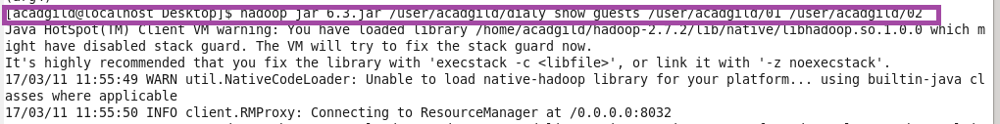 [acadgild@localhost Desktop]$ hadoop jar 6.3.jar /user/acadgild/dialy_show_guests /user/acadgild/01 /user/acadgild/02
Java HotSpot(TM) Client VM warning: You have loaded library /home/acadgild/hadoop-2.7.2/lib/native/libhadoop.so.1.0.0 which m
ight have disabled stack guard. The VM will try to fix the stack guard now.
It's highly recommended that you fix the library with 'execstack -c <libfile>', or link it with '-z noexecstack'.
17/03/11 11:55:49 WARN util.NativeCodeLoader: Unable to load native-hadoop library for your platform... using builtin-java cl
asses where applicable
17/03/11 11:55:50 INFO client.RMProxy: Connecting to ResourceManager at /0.0.0.0:8032